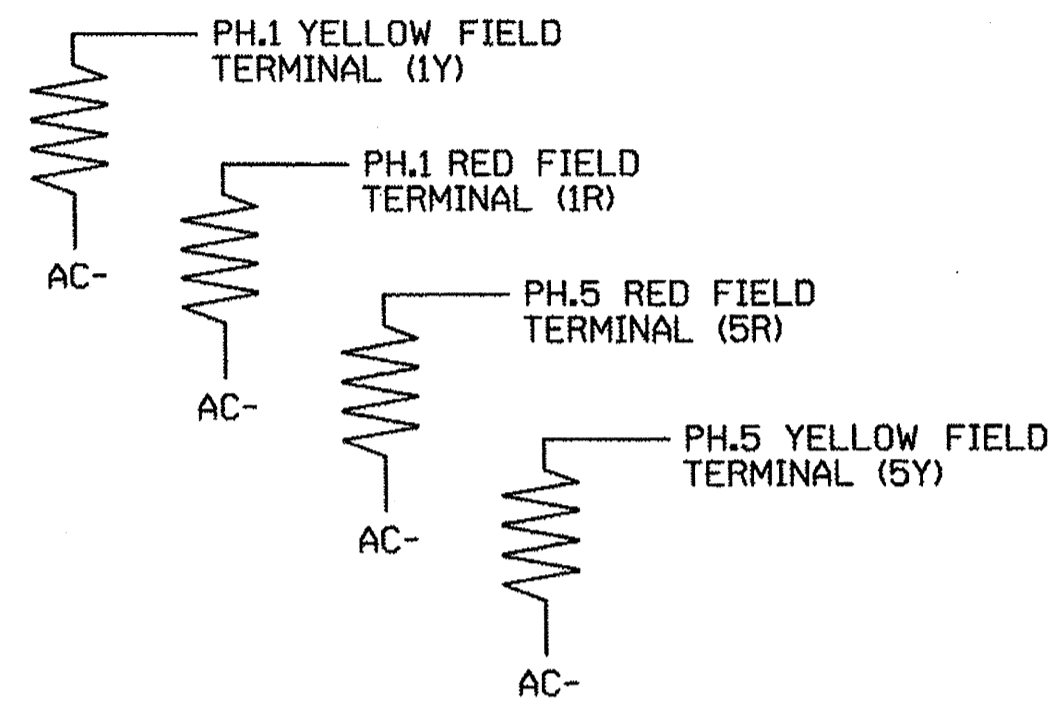 PH.1 YELLOW FIELD
TERMINAL (1Y)
AC-
PH.1 RED FIELD
TERMINAL (1R)
AC-
PH.5 RED FIELD
TERMINAL (5R)
AC-
PH.5 YELLOW FIELD
TERMINAL (5Y)
AC-